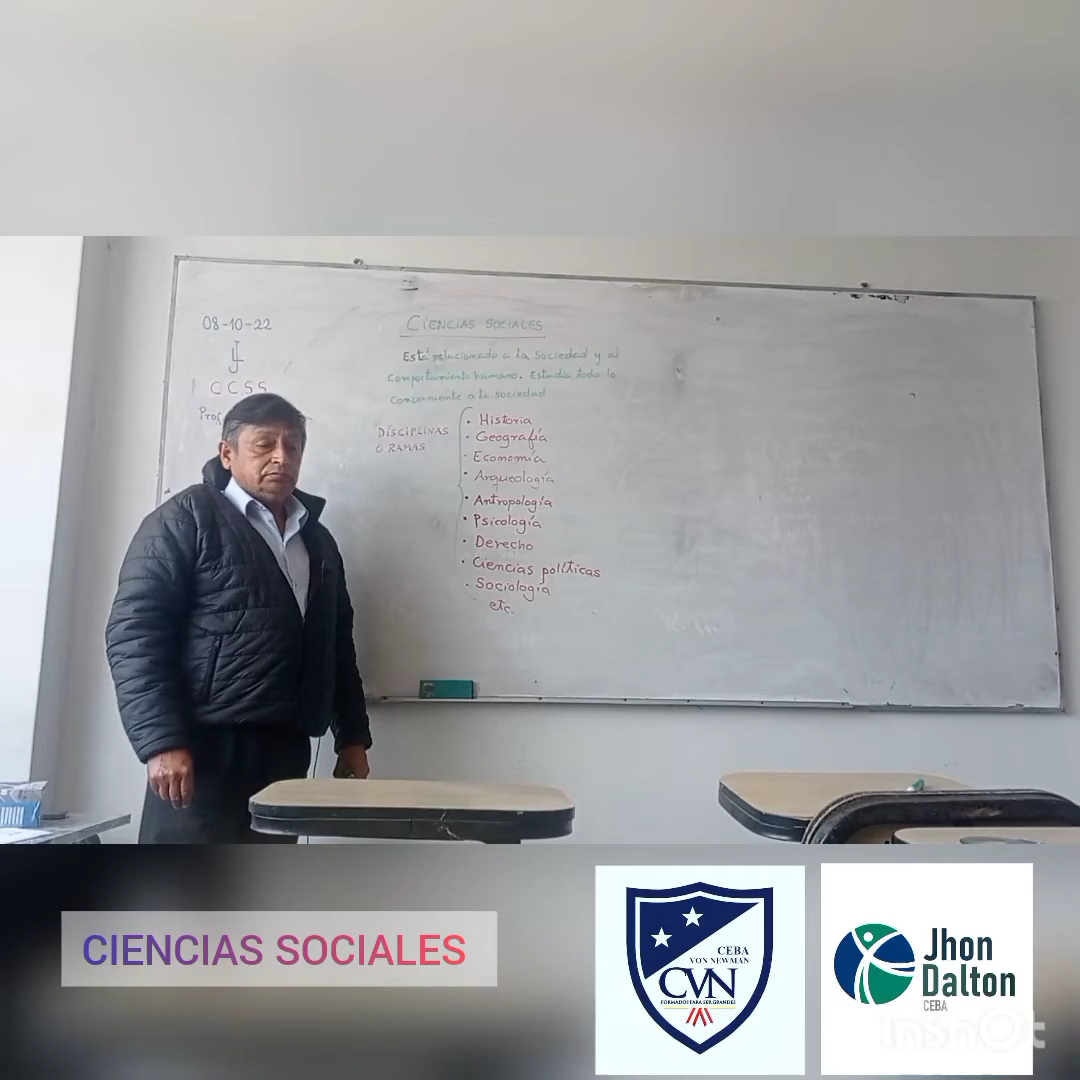 08-10-22
CCSS
Prof
CIENCIAS SOCIALES
Está relacionado a la Sociedad y al
comportamiento humano. Estudia todo lo
concerniente a la sociedad
DISCIPLINAS
O RAMAS
• Historia
• Geografía
• Economía
• Arqueología
• Antropología
• Psicología
• Derecho
• Ciencias políticas
• Sociología
etc.
CIENCIAS SOCIALES
CEBA
VON NEWMAN
CVN
FORMADOS PARA SER GRANDES
Jhon
Dalton
CEBA
InShOt